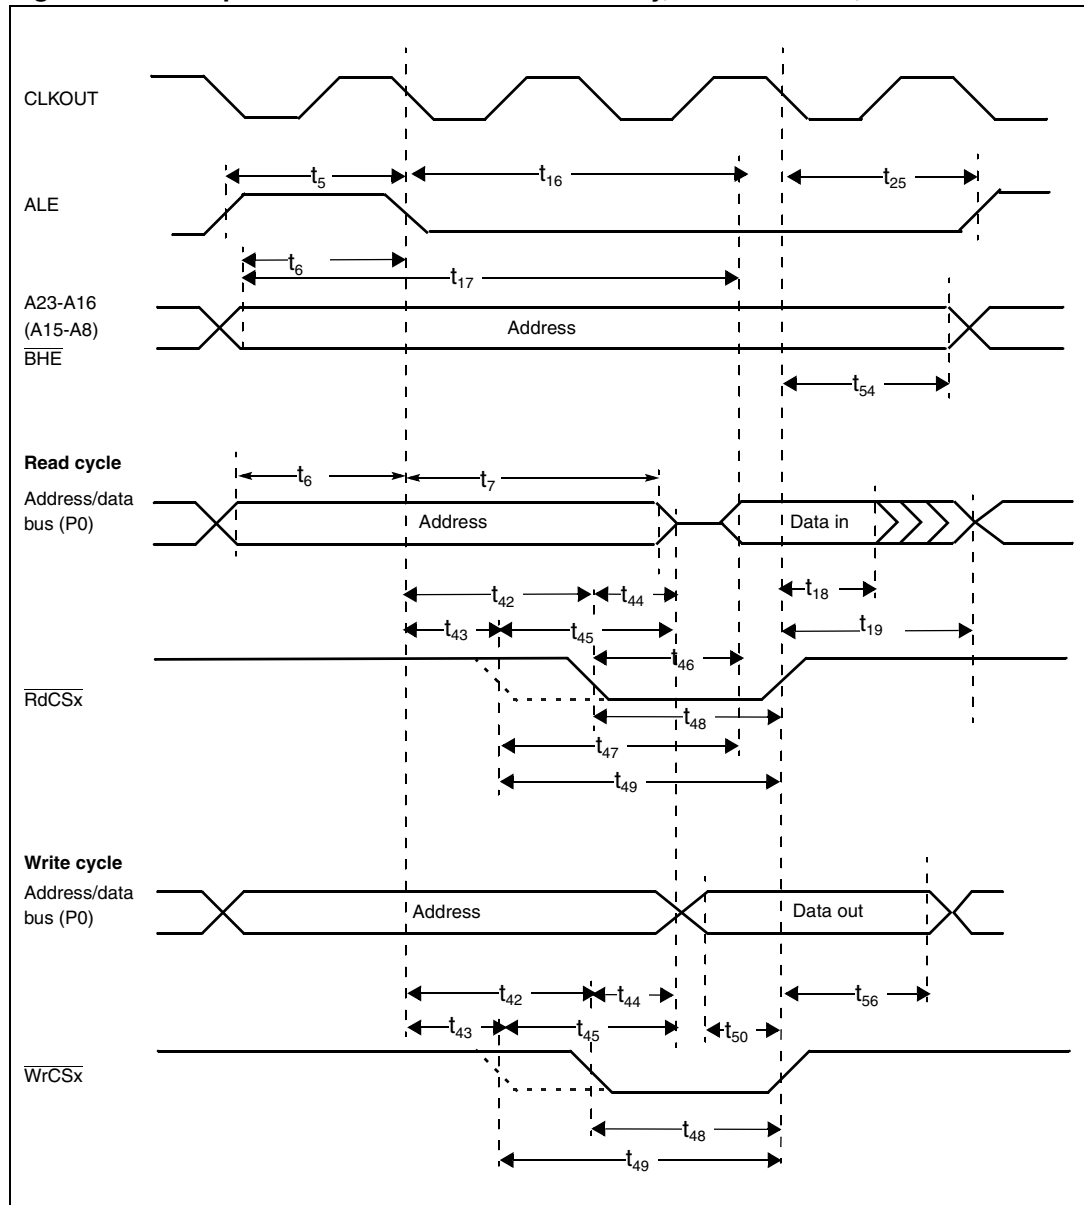 CLKOUT
t5 t16 t25
ALE
t6
t17
A23-A16
(A15-A8)
BHE
Address
t54
Read cycle
t6 t7
Address/data
bus (P0)
Address Data in
t18
t42 t44
t19
t43 t45
t46
RdCSx
t48
t47
t49
Write cycle
Address/data
bus (P0)
Address Data out
t42 t44 t56
t43 t45 t50
WrCSx
t48
t49